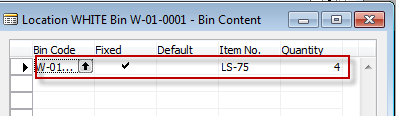 Location WHITE Bin W-01-0001 - Bin Content
Bin Code Fixed Default Item No. Quantity
W-01... LS-75 4